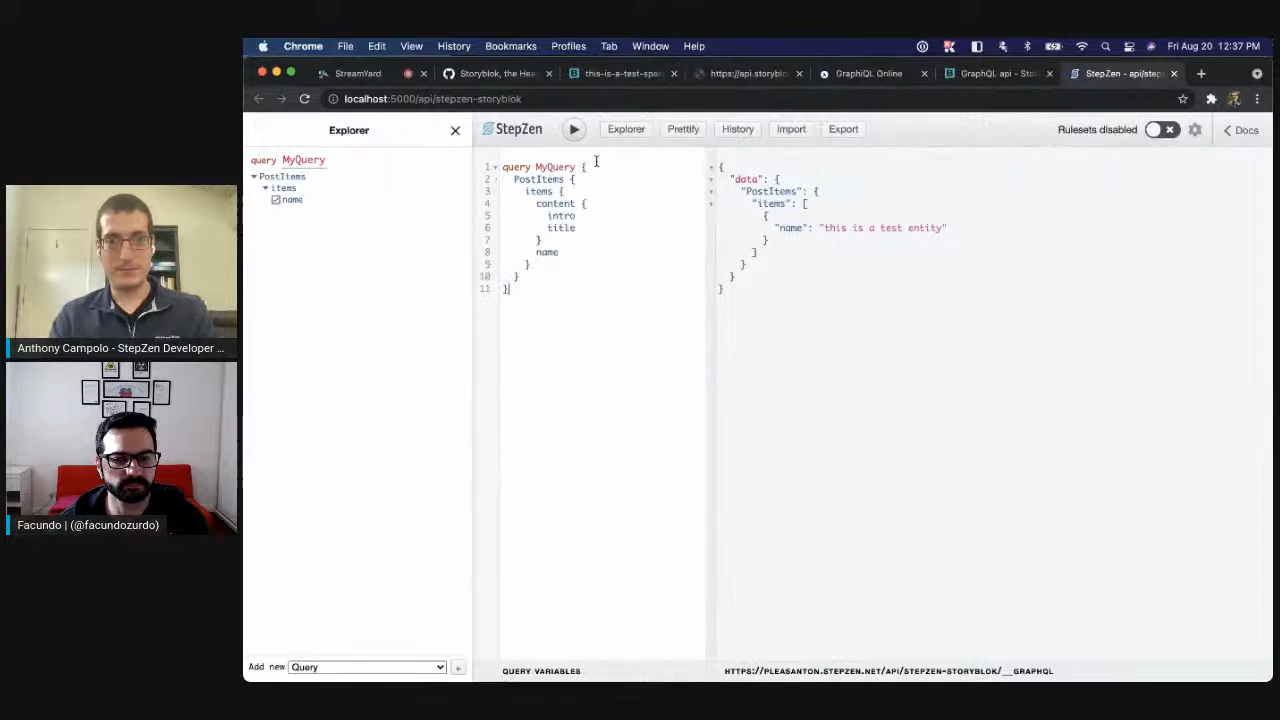 Chrome File Edit View History Bookmarks Profiles Tab Window Help
Fri Aug 20 12:37 PM
StreamYard
Storyblok, the Hea
this-is-a-test-spac
https://api.storyblo
GraphiQL Online
GraphQL api - Sto
StepZen - api/step
localhost:5000/api/stepzen-storyblok
Explorer
StepZen
Explorer Prettify History Import Export
Rulesets disabled
Docs
query MyQuery
PostItems
items
name
1 query MyQuery {
2 PostItems {
3 items {
4 content {
5 intro
6 title
7 }
8 name
9 }
10 }
11 }
{
"data": {
"PostItems": {
"items": [
{
"name": "this is a test entity"
}
]
}
}
}
Anthony Campolo - StepZen Developer ...
Facundo | (@facundozurdo)
Add new Query +
QUERY VARIABLES
HTTPS://PLEASANTON.STEPZEN.NET/API/STEPZEN-STORYBLOK/__GRAPHQL